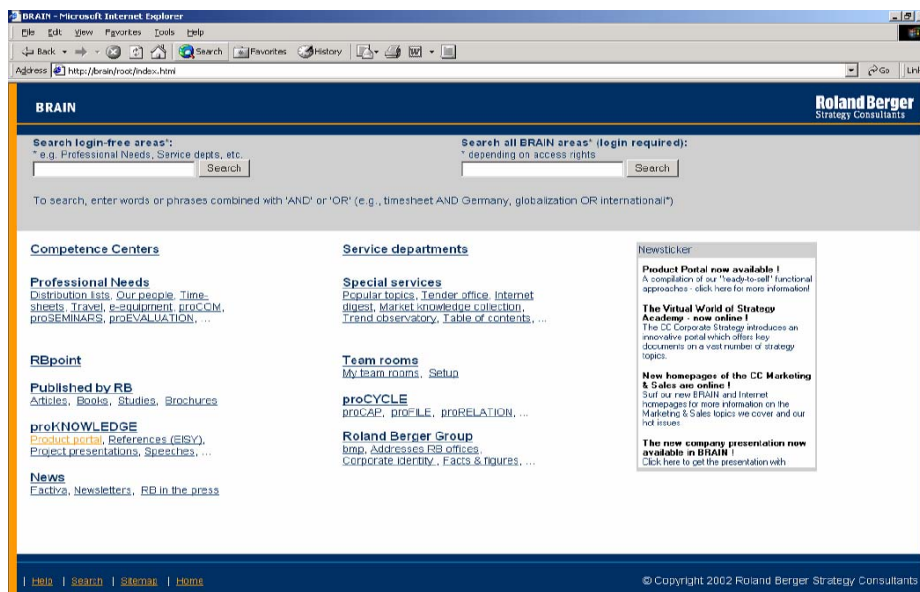 BRAIN - Microsoft Internet Explorer
File Edit View Favorites Tools Help
Back Search Favorites History
Address http://brain/root/index.html Go
BRAIN
Roland Berger
Strategy Consultants
Search login-free areas*:
* e.g. Professional Needs, Service depts, etc.
Search
Search all BRAIN areas* (login required):
* depending on access rights
Search
To search, enter words or phrases combined with 'AND' or 'OR' (e.g., timesheet AND Germany, globalization OR international*)
Competence Centers
Professional Needs
Distribution lists, Our people, Time-
sheets, Travel, e-equipment, proCOM,
proSEMINARS, proEVALUATION, ...
RBpoint
Published by RB
Articles, Books, Studies, Brochures
proKNOWLEDGE
Product portal, References (EISY),
Project presentations, Speeches, ...
News
Factiva, Newsletters, RB in the press
Service departments
Special services
Popular topics, Tender office, Internet
digest, Market knowledge collection,
Trend observatory, Table of contents, ...
Team rooms
My team rooms, Setup
proCYCLE
proCAP, proFILE, proRELATION, ...
Roland Berger Group
bmp, Addresses RB offices,
Corporate identity, Facts & figures, ...
Newsticker
Product Portal now available !
A compilation of our "ready-to-sell" functional
approaches - click here for more information!
The Virtual World of Strategy
Academy - now online !
The CC Corporate Strategy introduces an
innovative portal which offers key
documents on a vast number of strategy
topics.
New homepages of the CC Marketing
& Sales are online !
Surf our new BRAIN and Internet
homepages for more information on the
Marketing & Sales topics we cover and our
hot issues.
The new company presentation now
available in BRAIN !
Click here to get the presentation with
| Help | Search | Sitemap | Home
© Copyright 2002 Roland Berger Strategy Consultants